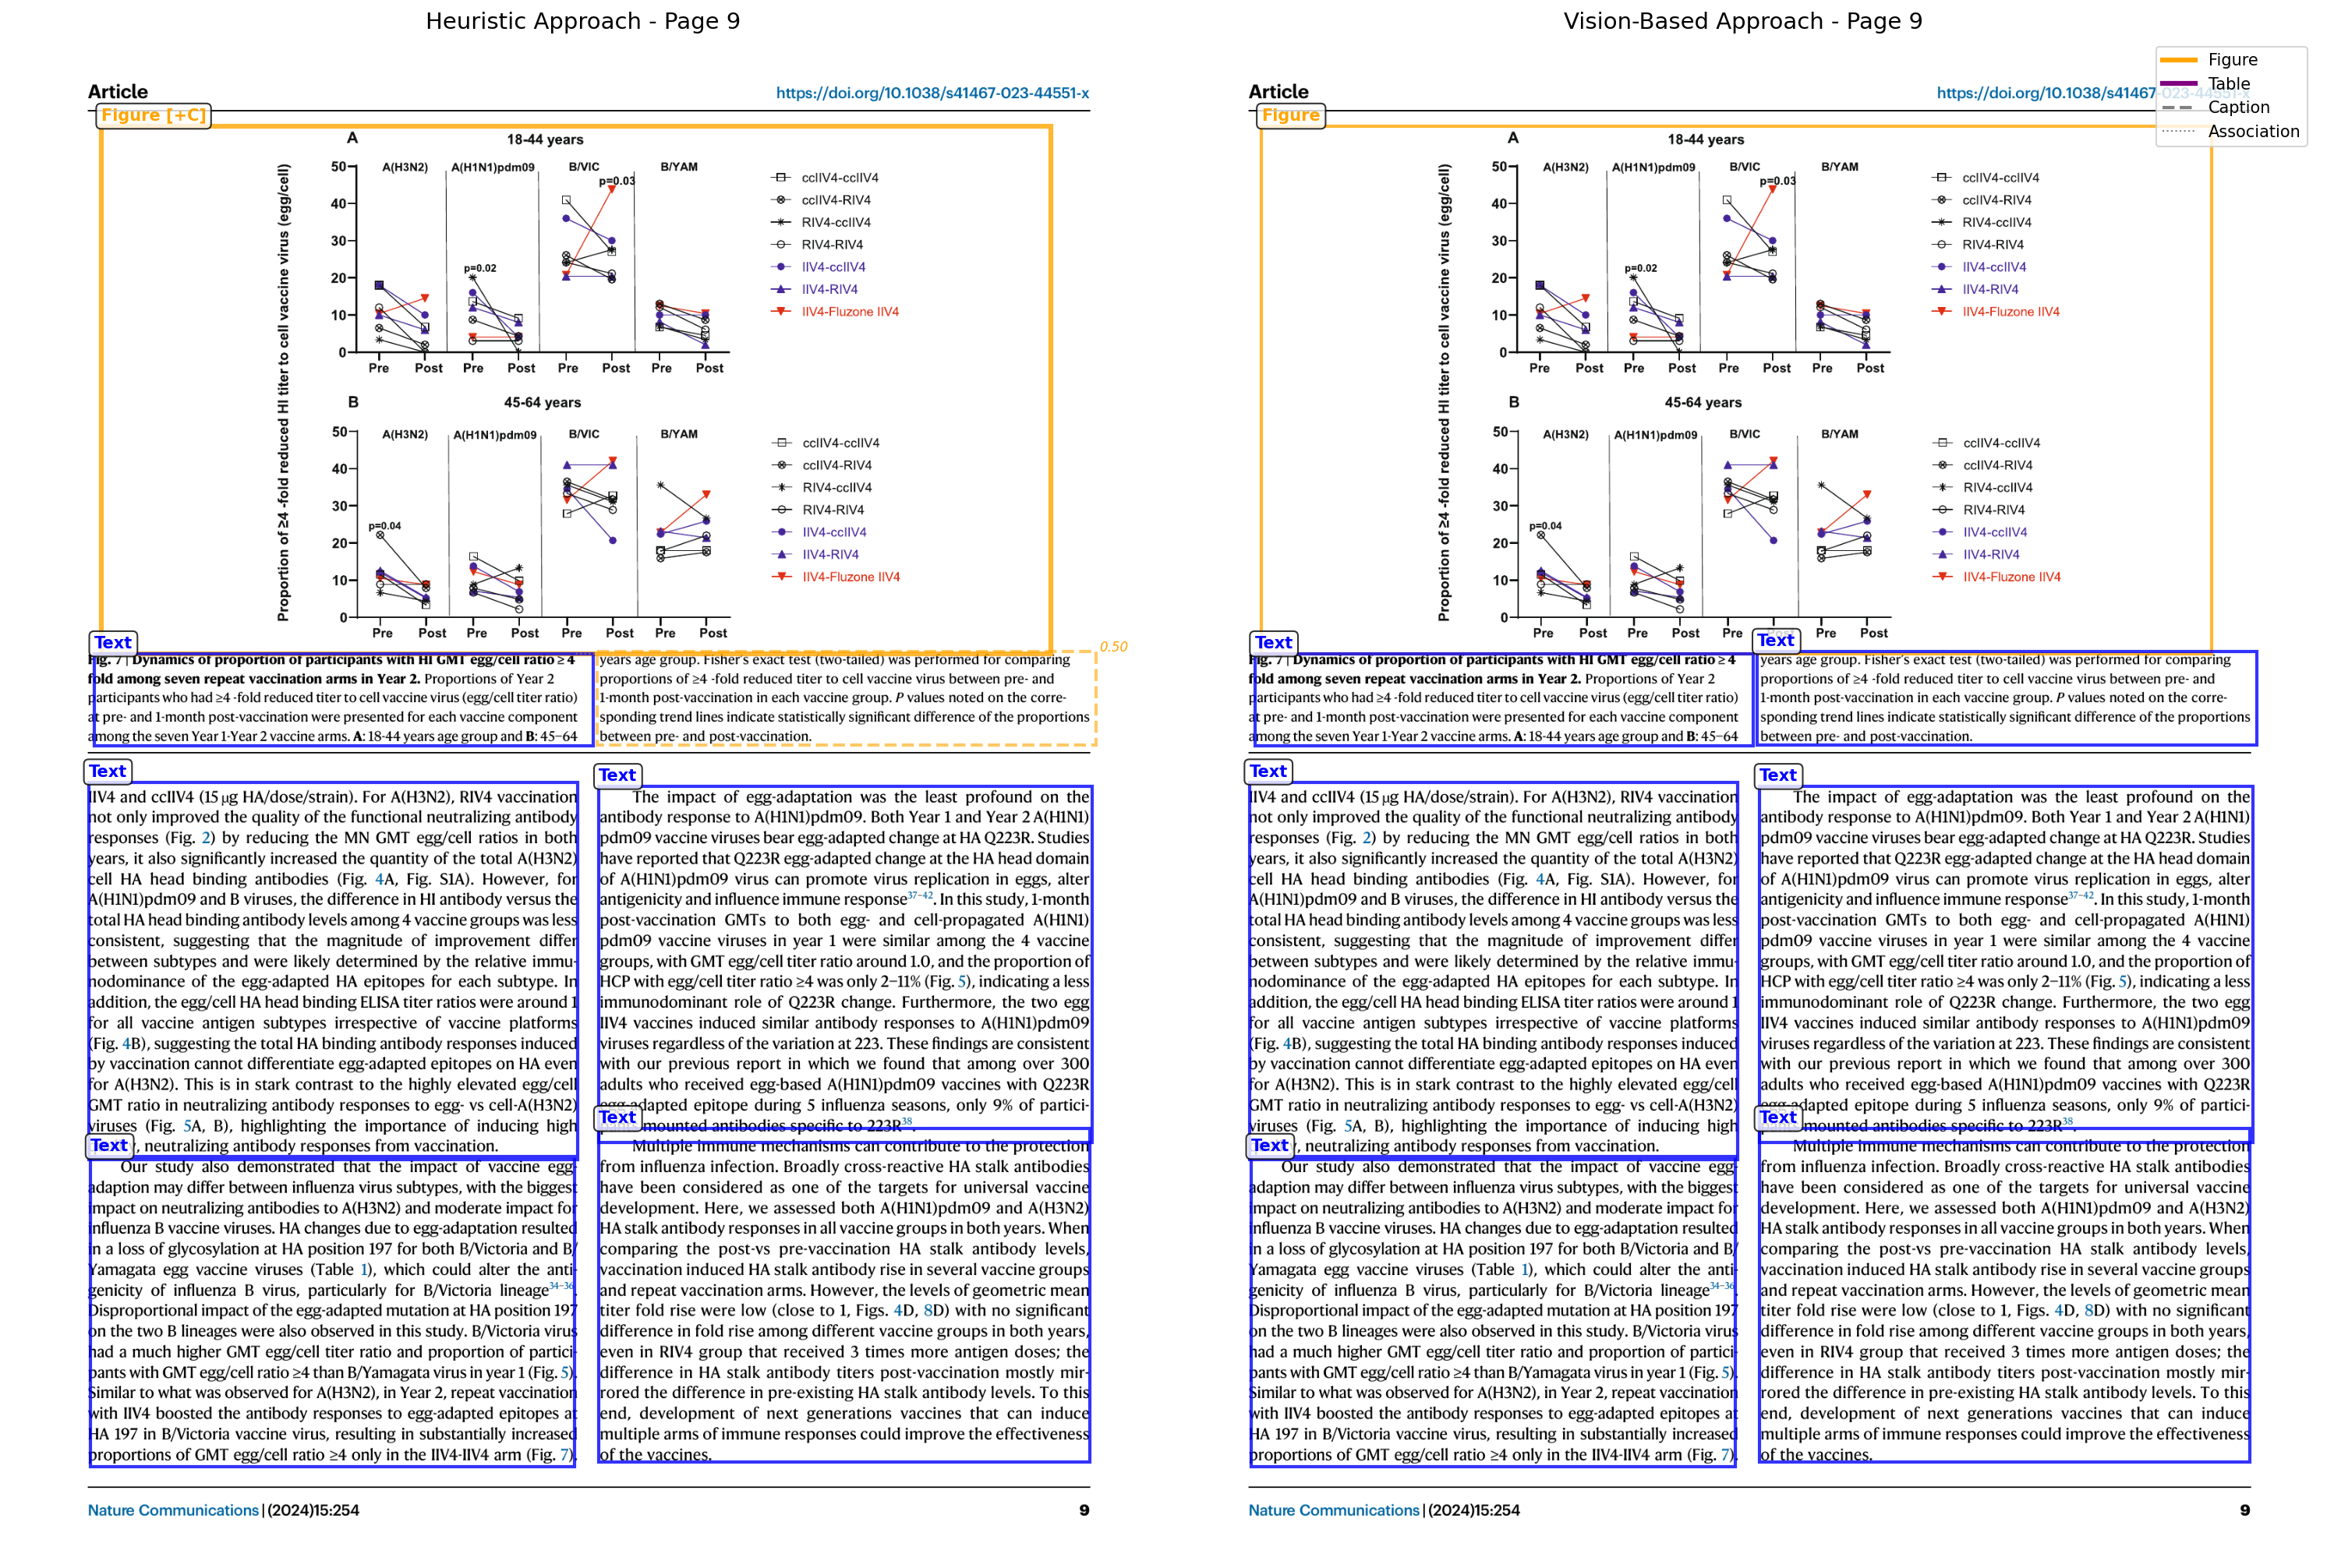 Heuristic Approach - Page 9
Article
https://doi.org/10.1038/s41467-023-44551-x
Figure [+C]
A
18-44 years
Proportion of ≥4 -fold reduced HI titer to cell vaccine virus (egg/cell)
A(H3N2) A(H1N1)pdm09 B/VIC B/YAM
50
40
30
20
10
0
p=0.02
p=0.03
Pre Post Pre Post Pre Post Pre Post
ccIIV4-ccIIV4
ccIIV4-RIV4
RIV4-ccIIV4
RIV4-RIV4
IIV4-ccIIV4
IIV4-RIV4
IIV4-Fluzone IIV4
B
45-64 years
A(H3N2) A(H1N1)pdm09 B/VIC B/YAM
50
40
30
20
10
0
p=0.04
Pre Post Pre Post Pre Post Pre Post
ccIIV4-ccIIV4
ccIIV4-RIV4
RIV4-ccIIV4
RIV4-RIV4
IIV4-ccIIV4
IIV4-RIV4
IIV4-Fluzone IIV4
Text
0.50
Fig. 7 | Dynamics of proportion of participants with HI GMT egg/cell ratio ≥ 4
fold among seven repeat vaccination arms in Year 2. Proportions of Year 2
participants who had ≥4 -fold reduced titer to cell vaccine virus (egg/cell titer ratio)
at pre- and 1-month post-vaccination were presented for each vaccine component
among the seven Year 1-Year 2 vaccine arms. A: 18-44 years age group and B: 45–64
years age group. Fisher's exact test (two-tailed) was performed for comparing
proportions of ≥4 -fold reduced titer to cell vaccine virus between pre- and
1-month post-vaccination in each vaccine group. P values noted on the corre-
sponding trend lines indicate statistically significant difference of the proportions
between pre- and post-vaccination.
Text
IIV4 and ccIIV4 (15 μg HA/dose/strain). For A(H3N2), RIV4 vaccination
not only improved the quality of the functional neutralizing antibody
responses (Fig. 2) by reducing the MN GMT egg/cell ratios in both
years, it also significantly increased the quantity of the total A(H3N2)
cell HA head binding antibodies (Fig. 4A, Fig. S1A). However, for
A(H1N1)pdm09 and B viruses, the difference in HI antibody versus the
total HA head binding antibody levels among 4 vaccine groups was less
consistent, suggesting that the magnitude of improvement differ
between subtypes and were likely determined by the relative immu-
nodominance of the egg-adapted HA epitopes for each subtype. In
addition, the egg/cell HA head binding ELISA titer ratios were around 1
for all vaccine antigen subtypes irrespective of vaccine platforms
(Fig. 4B), suggesting the total HA binding antibody responses induced
by vaccination cannot differentiate egg-adapted epitopes on HA even
for A(H3N2). This is in stark contrast to the highly elevated egg/cell
GMT ratio in neutralizing antibody responses to egg- vs cell-A(H3N2)
viruses (Fig. 5A, B), highlighting the importance of inducing high
, neutralizing antibody responses from vaccination.
Text
Our study also demonstrated that the impact of vaccine egg-
adaption may differ between influenza virus subtypes, with the biggest
impact on neutralizing antibodies to A(H3N2) and moderate impact for
influenza B vaccine viruses. HA changes due to egg-adaptation resulted
in a loss of glycosylation at HA position 197 for both B/Victoria and B/
Yamagata egg vaccine viruses (Table 1), which could alter the anti-
genicity of influenza B virus, particularly for B/Victoria lineage34–36.
Disproportional impact of the egg-adapted mutation at HA position 197
on the two B lineages were also observed in this study. B/Victoria virus
had a much higher GMT egg/cell titer ratio and proportion of partici-
pants with GMT egg/cell ratio ≥4 than B/Yamagata virus in year 1 (Fig. 5).
Similar to what was observed for A(H3N2), in Year 2, repeat vaccination
with IIV4 boosted the antibody responses to egg-adapted epitopes at
HA 197 in B/Victoria vaccine virus, resulting in substantially increased
proportions of GMT egg/cell ratio ≥4 only in the IIV4-IIV4 arm (Fig. 7).
Text
The impact of egg-adaptation was the least profound on the
antibody response to A(H1N1)pdm09. Both Year 1 and Year 2 A(H1N1)
pdm09 vaccine viruses bear egg-adapted change at HA Q223R. Studies
have reported that Q223R egg-adapted change at the HA head domain
of A(H1N1)pdm09 virus can promote virus replication in eggs, alter
antigenicity and influence immune response37–42. In this study, 1-month
post-vaccination GMTs to both egg- and cell-propagated A(H1N1)
pdm09 vaccine viruses in year 1 were similar among the 4 vaccine
groups, with GMT egg/cell titer ratio around 1.0, and the proportion of
HCP with egg/cell titer ratio ≥4 was only 2–11% (Fig. 5), indicating a less
immunodominant role of Q223R change. Furthermore, the two egg
IIV4 vaccines induced similar antibody responses to A(H1N1)pdm09
viruses regardless of the variation at 223. These findings are consistent
with our previous report in which we found that among over 300
adults who received egg-based A(H1N1)pdm09 vaccines with Q223R
egg-adapted epitope during 5 influenza seasons, only 9% of partici-
mounted antibodies specific to 223R38
Text
Multiple immune mechanisms can contribute to the protection
from influenza infection. Broadly cross-reactive HA stalk antibodies
have been considered as one of the targets for universal vaccine
development. Here, we assessed both A(H1N1)pdm09 and A(H3N2)
HA stalk antibody responses in all vaccine groups in both years. When
comparing the post-vs pre-vaccination HA stalk antibody levels,
vaccination induced HA stalk antibody rise in several vaccine groups
and repeat vaccination arms. However, the levels of geometric mean
titer fold rise were low (close to 1, Figs. 4D, 8D) with no significant
difference in fold rise among different vaccine groups in both years,
even in RIV4 group that received 3 times more antigen doses; the
difference in HA stalk antibody titers post-vaccination mostly mir-
rored the difference in pre-existing HA stalk antibody levels. To this
end, development of next generations vaccines that can induce
multiple arms of immune responses could improve the effectiveness
of the vaccines.
Nature Communications | (2024)15:254
9
Vision-Based Approach - Page 9
Figure
Table
Caption
Association
Article
https://doi.org/10.1038/s41467-023-44551-x
Figure
A
18-44 years
Proportion of ≥4 -fold reduced HI titer to cell vaccine virus (egg/cell)
A(H3N2) A(H1N1)pdm09 B/VIC B/YAM
50
40
30
20
10
0
p=0.02
p=0.03
Pre Post Pre Post Pre Post Pre Post
ccIIV4-ccIIV4
ccIIV4-RIV4
RIV4-ccIIV4
RIV4-RIV4
IIV4-ccIIV4
IIV4-RIV4
IIV4-Fluzone IIV4
B
45-64 years
A(H3N2) A(H1N1)pdm09 B/VIC B/YAM
50
40
30
20
10
0
p=0.04
Pre Post Pre Post Pre Pre Post
ccIIV4-ccIIV4
ccIIV4-RIV4
RIV4-ccIIV4
RIV4-RIV4
IIV4-ccIIV4
IIV4-RIV4
IIV4-Fluzone IIV4
Text
Fig. 7 | Dynamics of proportion of participants with HI GMT egg/cell ratio ≥ 4
fold among seven repeat vaccination arms in Year 2. Proportions of Year 2
participants who had ≥4 -fold reduced titer to cell vaccine virus (egg/cell titer ratio)
at pre- and 1-month post-vaccination were presented for each vaccine component
among the seven Year 1-Year 2 vaccine arms. A: 18-44 years age group and B: 45–64
Text
years age group. Fisher's exact test (two-tailed) was performed for comparing
proportions of ≥4 -fold reduced titer to cell vaccine virus between pre- and
1-month post-vaccination in each vaccine group. P values noted on the corre-
sponding trend lines indicate statistically significant difference of the proportions
between pre- and post-vaccination.
Text
IIV4 and ccIIV4 (15 μg HA/dose/strain). For A(H3N2), RIV4 vaccination
not only improved the quality of the functional neutralizing antibody
responses (Fig. 2) by reducing the MN GMT egg/cell ratios in both
years, it also significantly increased the quantity of the total A(H3N2)
cell HA head binding antibodies (Fig. 4A, Fig. S1A). However, for
A(H1N1)pdm09 and B viruses, the difference in HI antibody versus the
total HA head binding antibody levels among 4 vaccine groups was less
consistent, suggesting that the magnitude of improvement differ
between subtypes and were likely determined by the relative immu-
nodominance of the egg-adapted HA epitopes for each subtype. In
addition, the egg/cell HA head binding ELISA titer ratios were around 1
for all vaccine antigen subtypes irrespective of vaccine platforms
(Fig. 4B), suggesting the total HA binding antibody responses induced
by vaccination cannot differentiate egg-adapted epitopes on HA even
for A(H3N2). This is in stark contrast to the highly elevated egg/cell
GMT ratio in neutralizing antibody responses to egg- vs cell-A(H3N2)
viruses (Fig. 5A, B), highlighting the importance of inducing high
, neutralizing antibody responses from vaccination.
Text
Our study also demonstrated that the impact of vaccine egg-
adaption may differ between influenza virus subtypes, with the biggest
impact on neutralizing antibodies to A(H3N2) and moderate impact for
influenza B vaccine viruses. HA changes due to egg-adaptation resulted
in a loss of glycosylation at HA position 197 for both B/Victoria and B/
Yamagata egg vaccine viruses (Table 1), which could alter the anti-
genicity of influenza B virus, particularly for B/Victoria lineage34–36.
Disproportional impact of the egg-adapted mutation at HA position 197
on the two B lineages were also observed in this study. B/Victoria virus
had a much higher GMT egg/cell titer ratio and proportion of partici-
pants with GMT egg/cell ratio ≥4 than B/Yamagata virus in year 1 (Fig. 5).
Similar to what was observed for A(H3N2), in Year 2, repeat vaccination
with IIV4 boosted the antibody responses to egg-adapted epitopes at
HA 197 in B/Victoria vaccine virus, resulting in substantially increased
proportions of GMT egg/cell ratio ≥4 only in the IIV4-IIV4 arm (Fig. 7).
Text
The impact of egg-adaptation was the least profound on the
antibody response to A(H1N1)pdm09. Both Year 1 and Year 2 A(H1N1)
pdm09 vaccine viruses bear egg-adapted change at HA Q223R. Studies
have reported that Q223R egg-adapted change at the HA head domain
of A(H1N1)pdm09 virus can promote virus replication in eggs, alter
antigenicity and influence immune response37–42. In this study, 1-month
post-vaccination GMTs to both egg- and cell-propagated A(H1N1)
pdm09 vaccine viruses in year 1 were similar among the 4 vaccine
groups, with GMT egg/cell titer ratio around 1.0, and the proportion of
HCP with egg/cell titer ratio ≥4 was only 2–11% (Fig. 5), indicating a less
immunodominant role of Q223R change. Furthermore, the two egg
IIV4 vaccines induced similar antibody responses to A(H1N1)pdm09
viruses regardless of the variation at 223. These findings are consistent
with our previous report in which we found that among over 300
adults who received egg-based A(H1N1)pdm09 vaccines with Q223R
egg-adapted epitope during 5 influenza seasons, only 9% of partici-
mounted antibodies specific to 223R38.
Text
Multiple immune mechanisms can contribute to the protection
from influenza infection. Broadly cross-reactive HA stalk antibodies
have been considered as one of the targets for universal vaccine
development. Here, we assessed both A(H1N1)pdm09 and A(H3N2)
HA stalk antibody responses in all vaccine groups in both years. When
comparing the post-vs pre-vaccination HA stalk antibody levels,
vaccination induced HA stalk antibody rise in several vaccine groups
and repeat vaccination arms. However, the levels of geometric mean
titer fold rise were low (close to 1, Figs. 4D, 8D) with no significant
difference in fold rise among different vaccine groups in both years,
even in RIV4 group that received 3 times more antigen doses; the
difference in HA stalk antibody titers post-vaccination mostly mir-
rored the difference in pre-existing HA stalk antibody levels. To this
end, development of next generations vaccines that can induce
multiple arms of immune responses could improve the effectiveness
of the vaccines.
Nature Communications | (2024)15:254
9